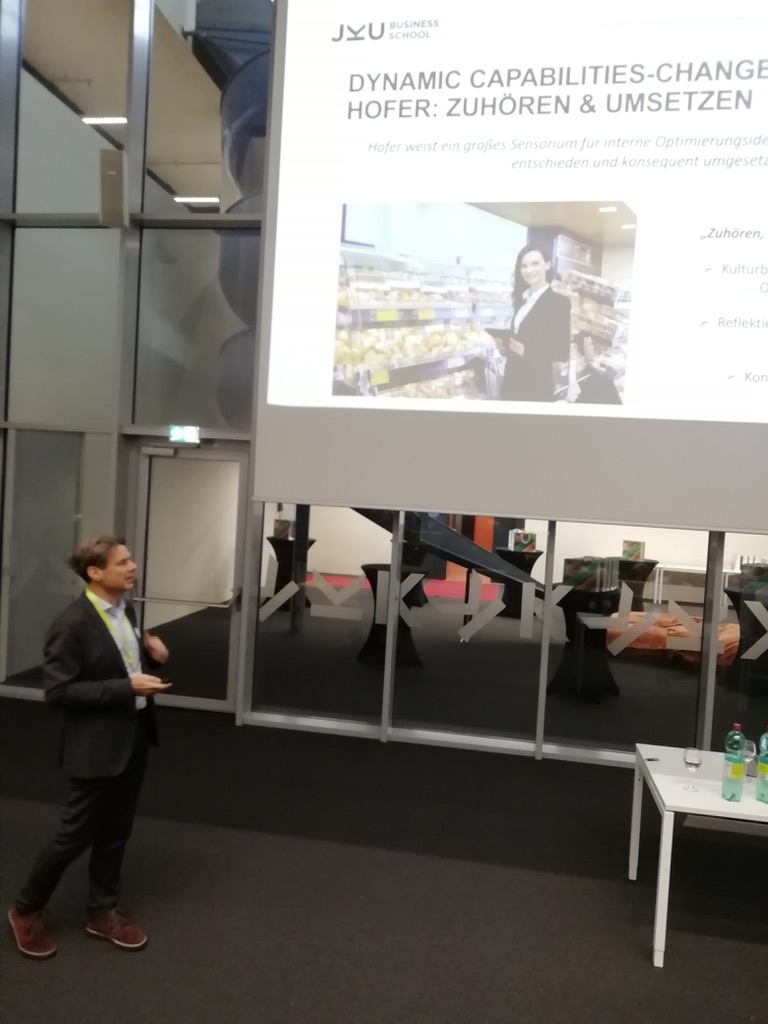 JKU BUSINESS
SCHOOL
DYNAMIC CAPABILITIES-CHANGE
HOFER: ZUHÖREN & UMSETZEN
Hofer weist ein großes Sensorium für interne Optimierungside
entschieden und konsequent umgesetz
„Zuhören,
Kulturb
O
Reflektie
Kon